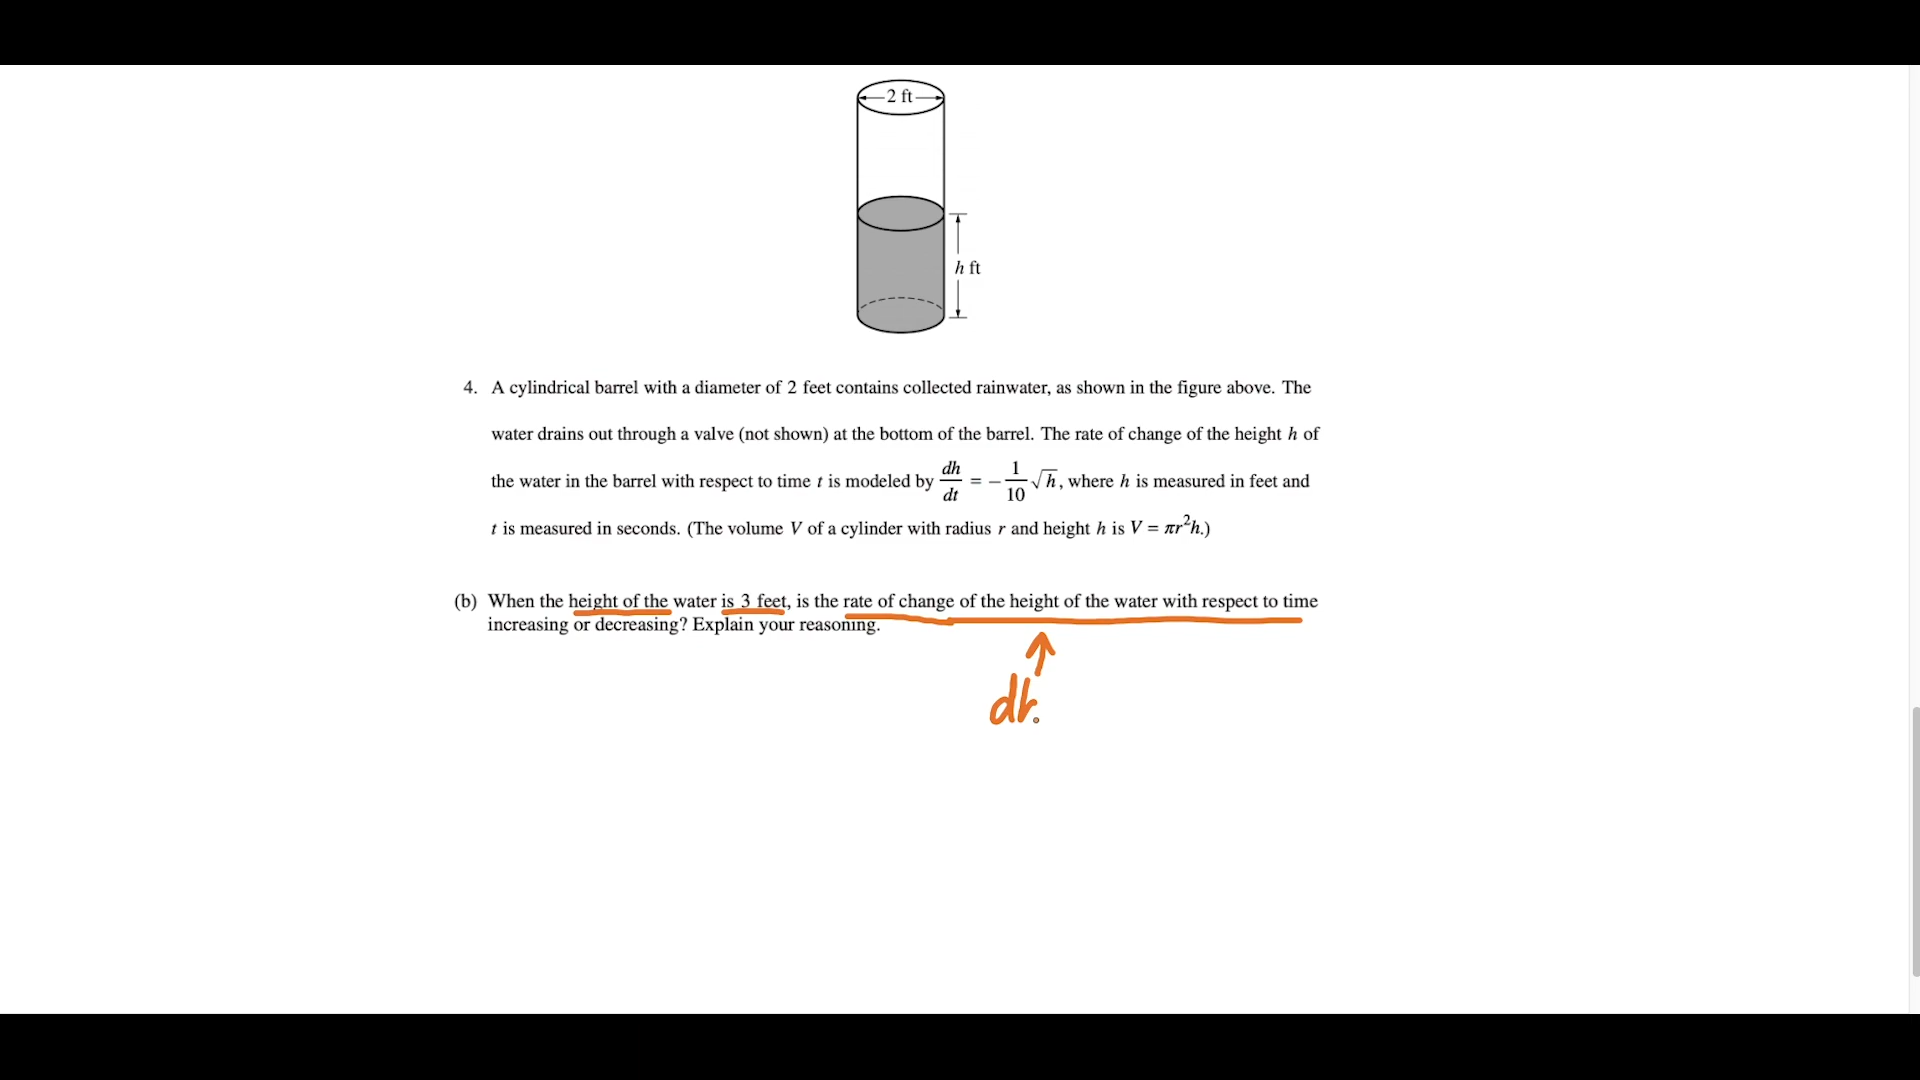 2 ft
h ft
4. A cylindrical barrel with a diameter of 2 feet contains collected rainwater, as shown in the figure above. The
water drains out through a valve (not shown) at the bottom of the barrel. The rate of change of the height h of
the water in the barrel with respect to time t is modeled by dh/dt = −1/10 √h, where h is measured in feet and
t is measured in seconds. (The volume V of a cylinder with radius r and height h is V = πr²h.)
(b) When the height of the water is 3 feet, is the rate of change of the height of the water with respect to time
increasing or decreasing? Explain your reasoning.